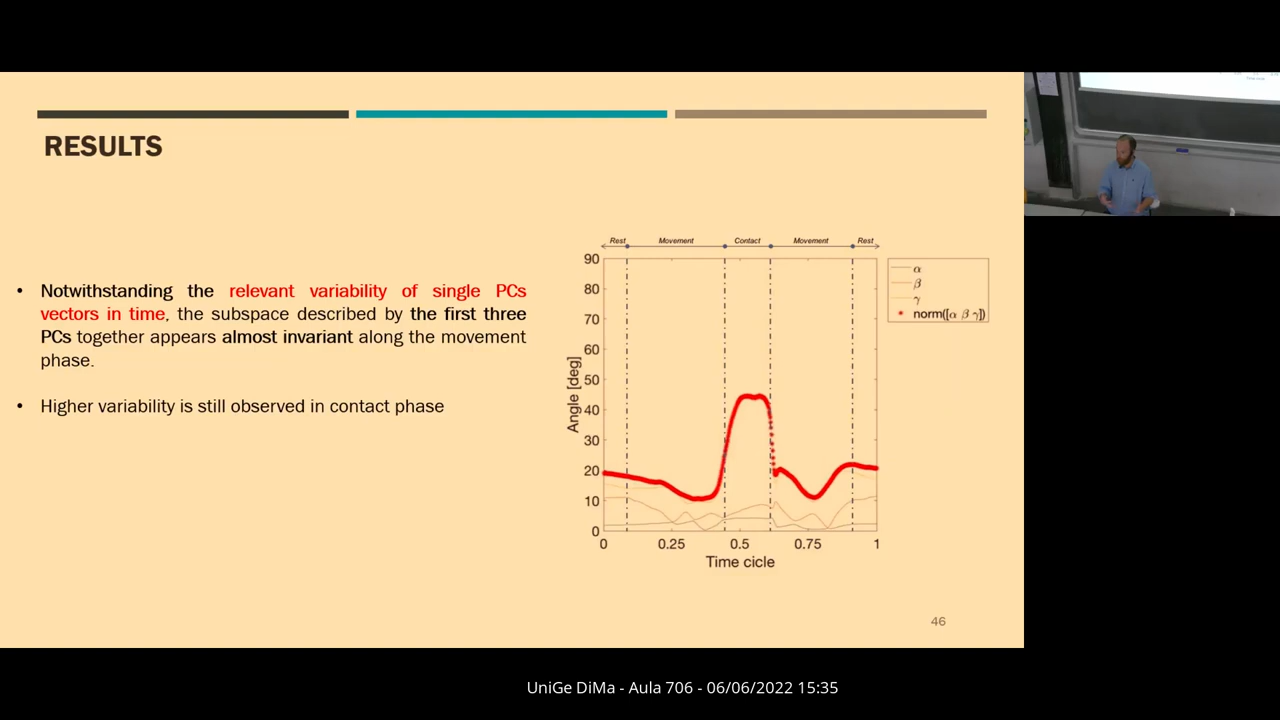 RESULTS
• Notwithstanding the relevant variability of single PCs
vectors in time, the subspace described by the first three
PCs together appears almost invariant along the movement
phase.
• Higher variability is still observed in contact phase
Rest Movement Contact Movement Rest
90
80
70
60
50
40
30
20
10
0
Angle [deg]
0 0.25 0.5 0.75 1
Time cicle
α
β
γ
norm([α β γ])
46
UniGe DiMa - Aula 706 - 06/06/2022 15:35